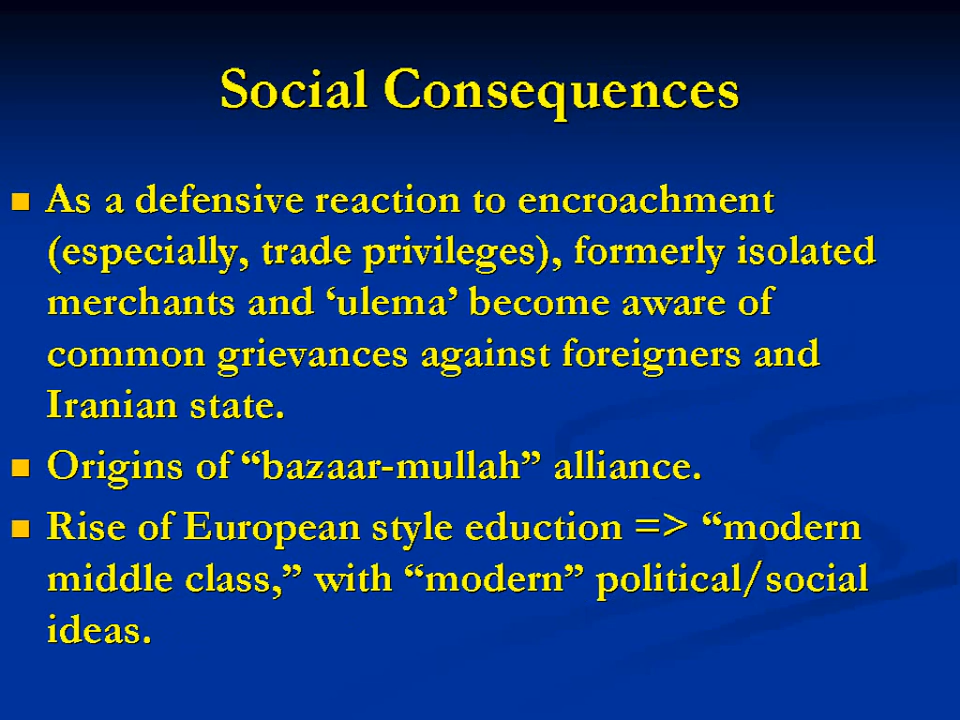 Social Consequences
■ As a defensive reaction to encroachment
(especially, trade privileges), formerly isolated
merchants and ‘ulema’ become aware of
common grievances against foreigners and
Iranian state.
■ Origins of “bazaar-mullah” alliance.
■ Rise of European style eduction => “modern
middle class,” with “modern” political/social
ideas.